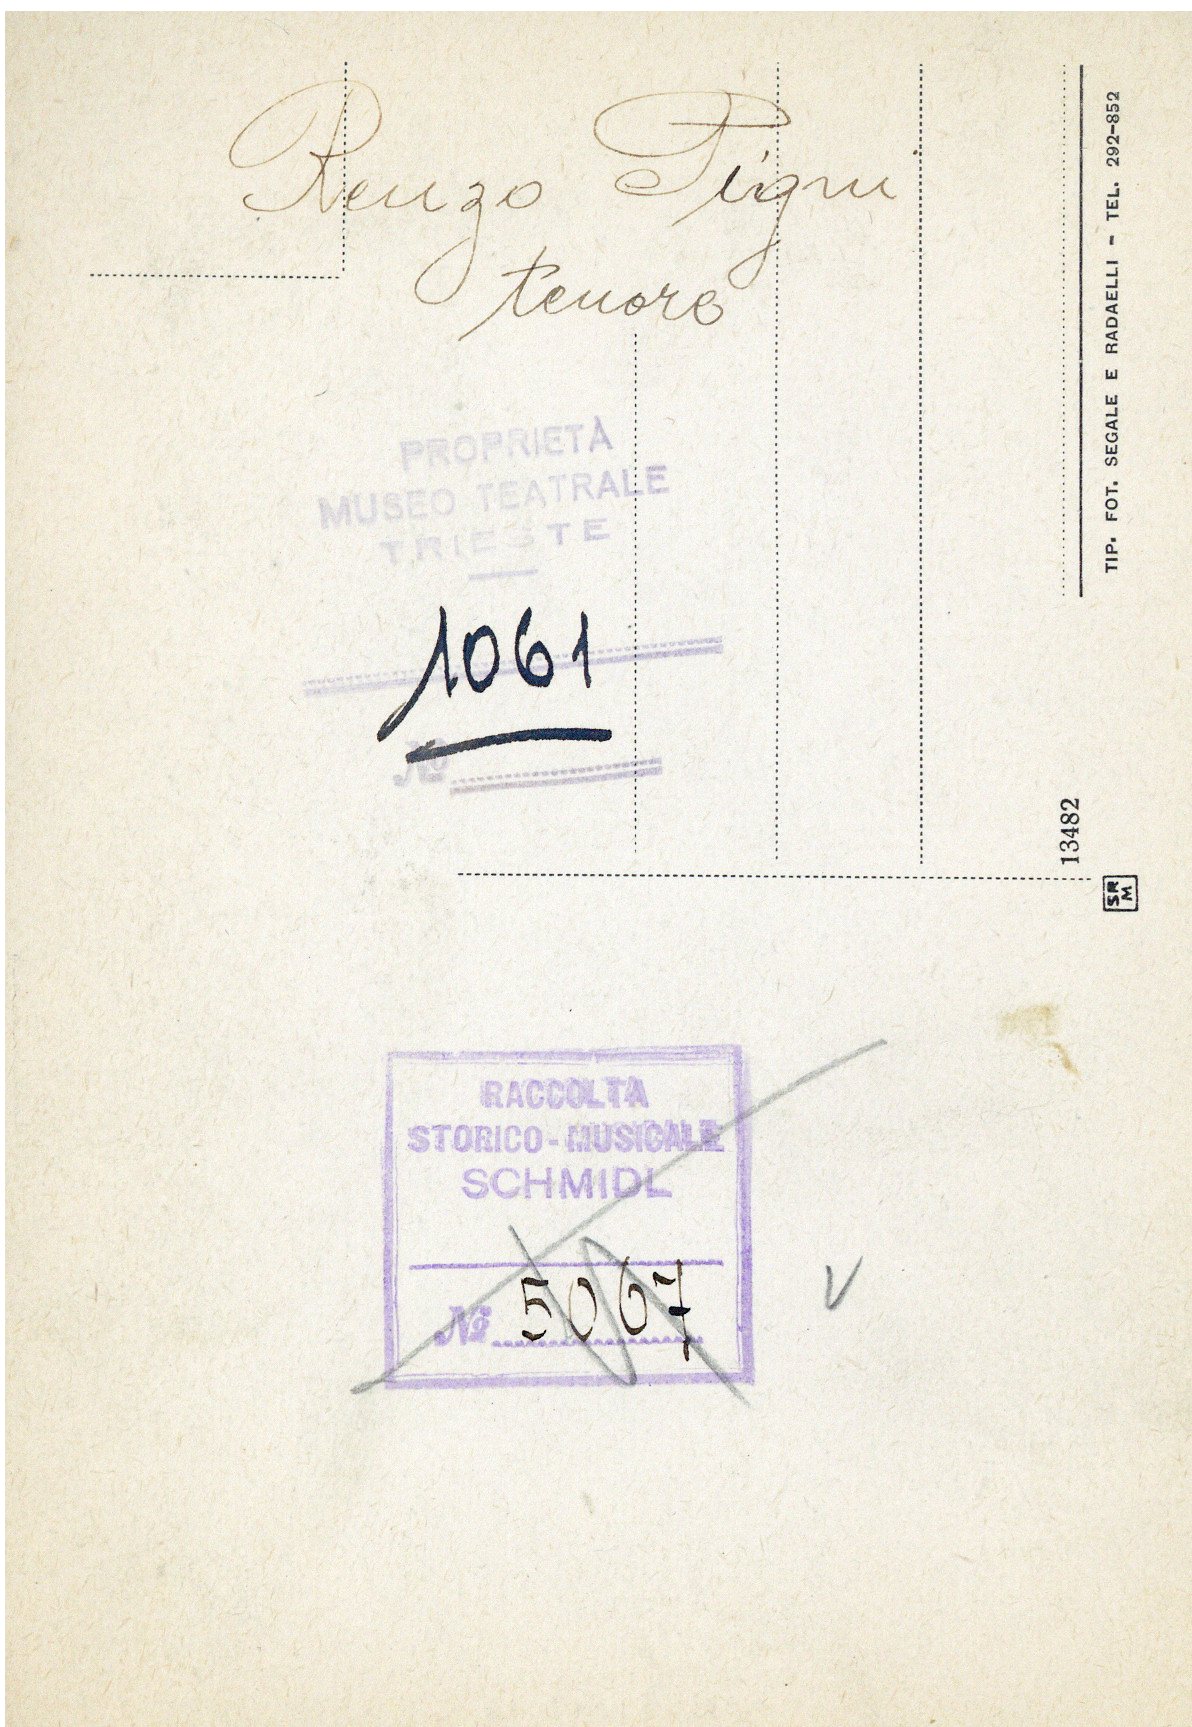 Renzo Pigni
tenore
PROPRIETÀ
MUSEO TEATRALE
TRIESTE
1061
No
TIP. FOT. SEGALE E RADAELLI - TEL. 292-852
13482
SRM
RACCOLTA
STORICO-MUSICALE
SCHMIDL
No 5067